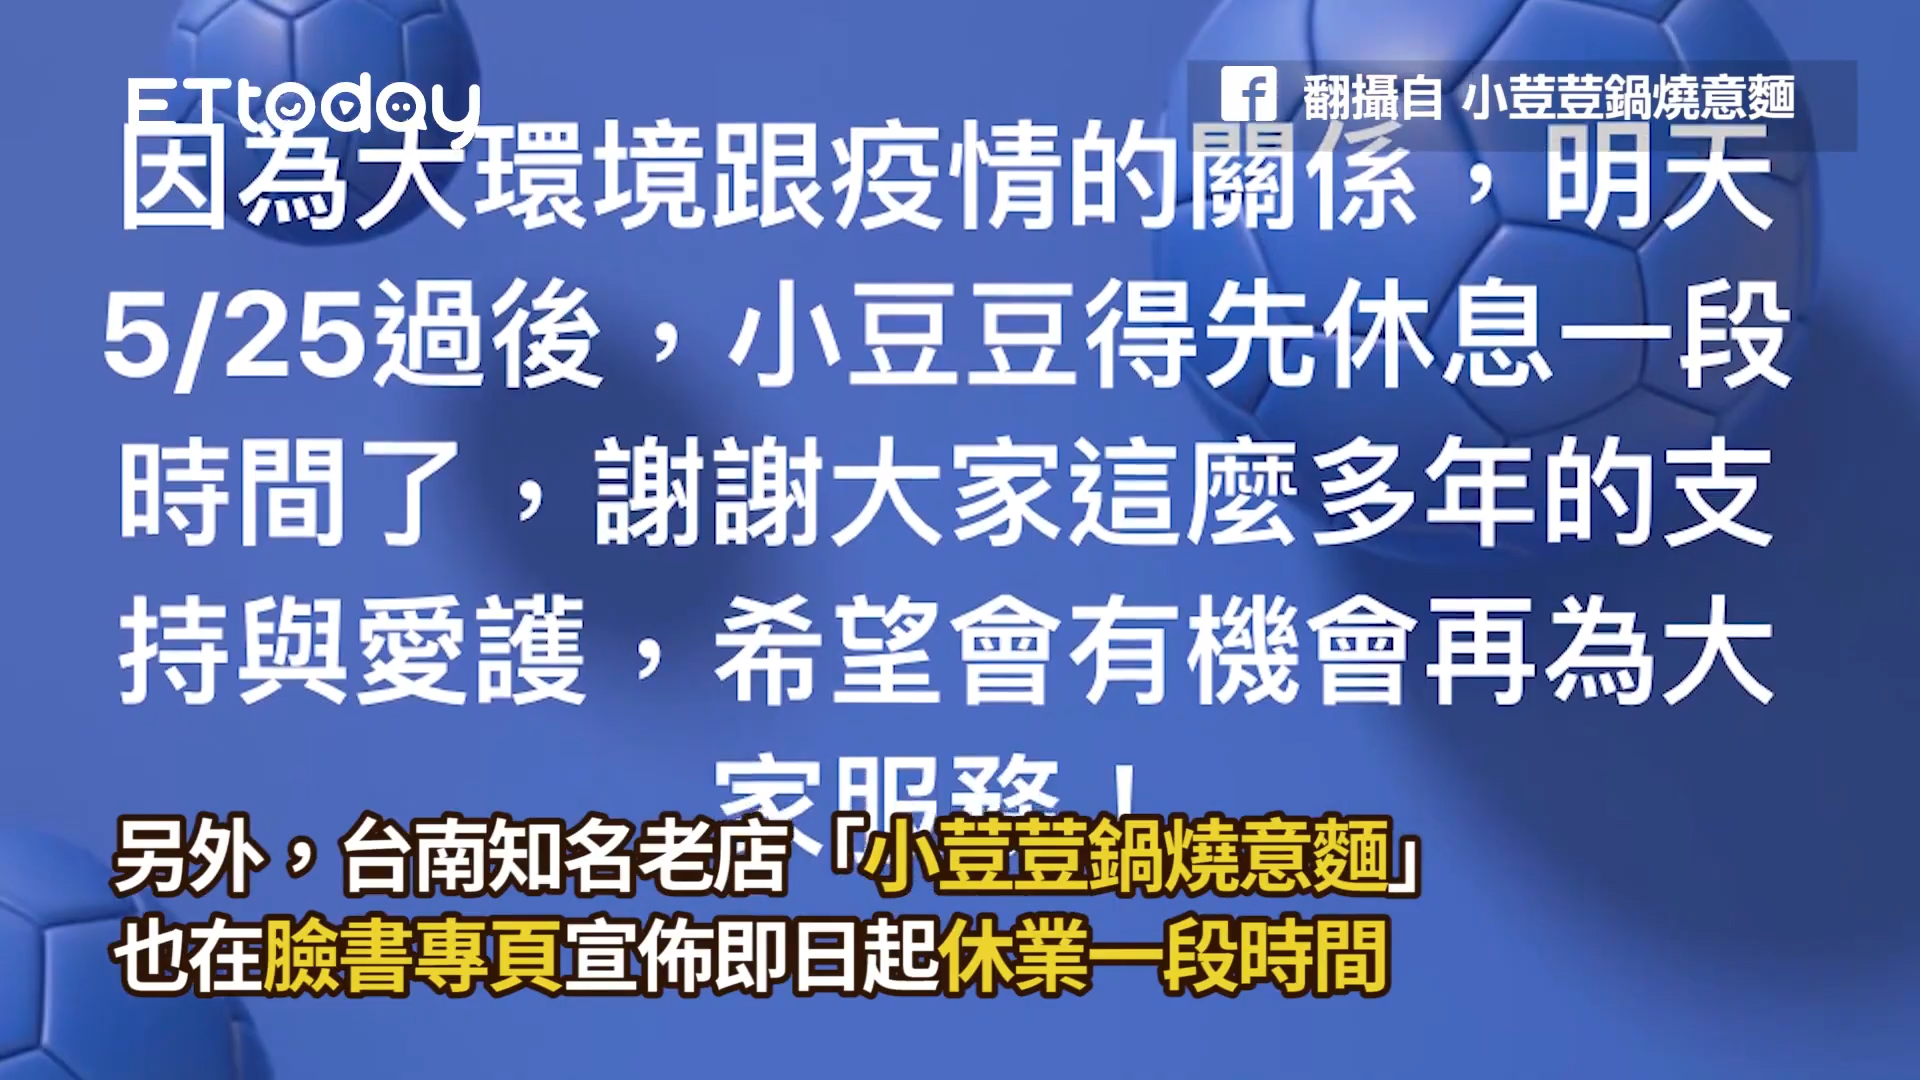 ETtoday
翻攝自 小荳荳鍋燒意麵
因為大環境跟疫情的關係，明天
5/25過後，小豆豆得先休息一段
時間了，謝謝大家這麼多年的支
持與愛護，希望會有機會再為大
家服務！
另外，台南知名老店「小荳荳鍋燒意麵」
也在臉書專頁宣佈即日起休業一段時間